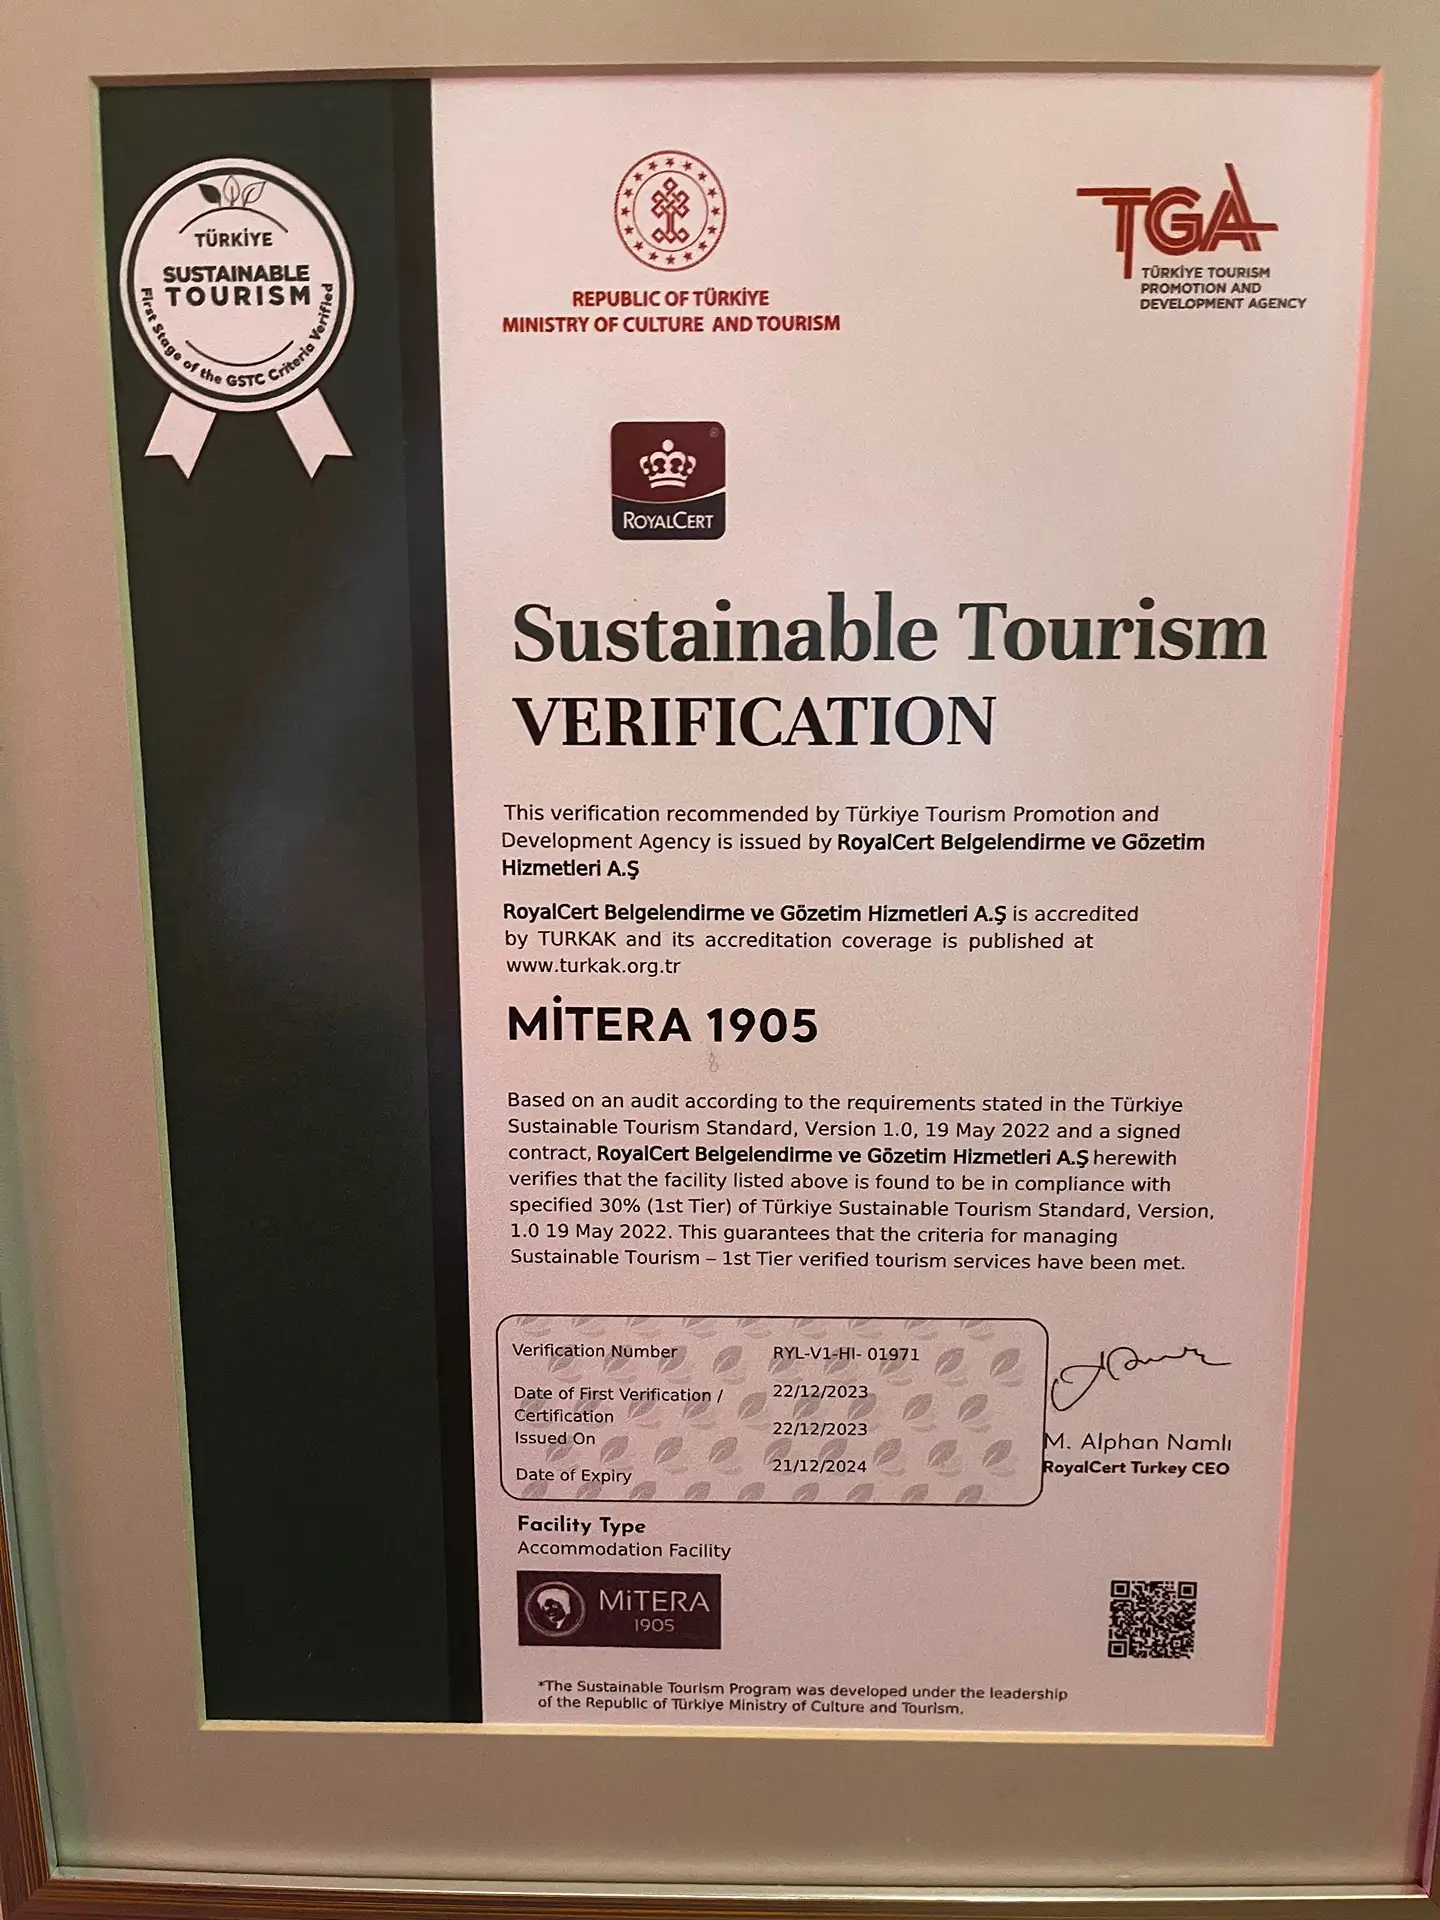 TÜRKİYE
SUSTAINABLE
TOURISM
First Stage of the GSTC Criteria Verified
REPUBLIC OF TÜRKİYE
MINISTRY OF CULTURE AND TOURISM
TGA
TÜRKİYE TOURISM
PROMOTION AND
DEVELOPMENT AGENCY
ROYALCERT
Sustainable Tourism
VERIFICATION
This verification recommended by Türkiye Tourism Promotion and
Development Agency is issued by RoyalCert Belgelendirme ve Gözetim
Hizmetleri A.Ş
RoyalCert Belgelendirme ve Gözetim Hizmetleri A.Ş is accredited
by TURKAK and its accreditation coverage is published at
www.turkak.org.tr
MİTERA 1905
Based on an audit according to the requirements stated in the Türkiye
Sustainable Tourism Standard, Version 1.0, 19 May 2022 and a signed
contract, RoyalCert Belgelendirme ve Gözetim Hizmetleri A.Ş herewith
verifies that the facility listed above is found to be in compliance with
specified 30% (1st Tier) of Türkiye Sustainable Tourism Standard, Version,
1.0 19 May 2022. This guarantees that the criteria for managing
Sustainable Tourism – 1st Tier verified tourism services have been met.
Verification Number RYL-V1-HI- 01971
Date of First Verification / 22/12/2023
Certification
Issued On 22/12/2023
Date of Expiry 21/12/2024
M. Alphan Namlı
RoyalCert Turkey CEO
Facility Type
Accommodation Facility
MiTERA
1905
*The Sustainable Tourism Program was developed under the leadership
of the Republic of Türkiye Ministry of Culture and Tourism.